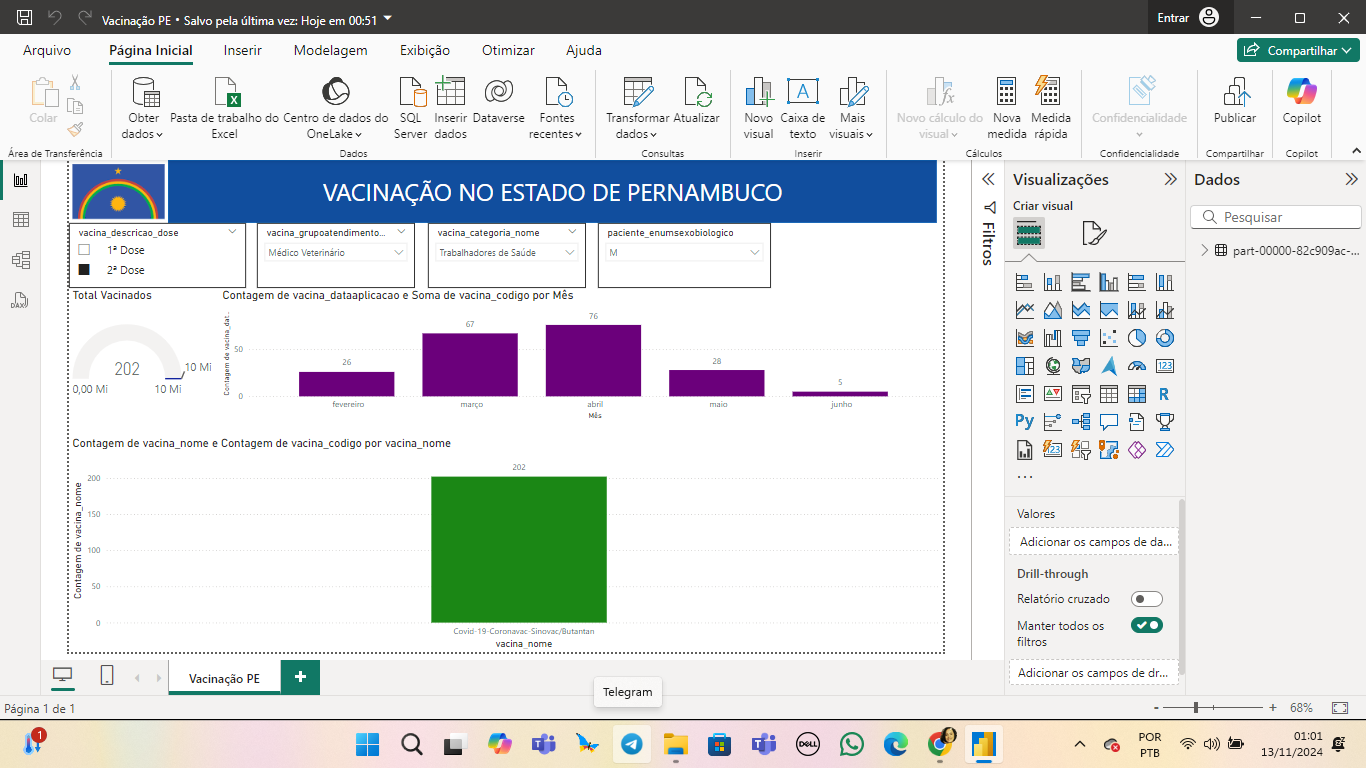 Vacinação PE • Salvo pela última vez: Hoje em 00:51
Entrar
Arquivo
Página Inicial
Inserir
Modelagem
Exibição
Otimizar
Ajuda
Compartilhar
Colar
Obter dados
Pasta de trabalho do Excel
Centro de dados do OneLake
SQL Server
Inserir dados
Dataverse
Fontes recentes
Transformar dados
Atualizar
Novo visual
Caixa de texto
Mais visuais
Novo cálculo do visual
Nova medida
Medida rápida
Confidencialidade
Publicar
Copilot
Área de Transferência
Dados
Consultas
Inserir
Cálculos
Confidencialidade
Compartilhar
Copilot
VACINAÇÃO NO ESTADO DE PERNAMBUCO
vacina_descricao_dose
1ª Dose
2ª Dose
vacina_grupoatendimento...
Médico Veterinário
vacina_categoria_nome
Trabalhadores de Saúde
paciente_enumsexobiologico
M
Total Vacinados
202
10 Mi
0,00 Mi
10 Mi
Contagem de vacina_dataaplicacao e Soma de vacina_codigo por Mês
Contagem de vacina_dat...
50
0
26
67
76
28
5
fevereiro
março
abril
maio
junho
Mês
Contagem de vacina_nome e Contagem de vacina_codigo por vacina_nome
Contagem de vacina_nome
200
150
100
50
0
202
Covid-19-Coronavac-Sinovac/Butantan
vacina_nome
Filtros
Visualizações
Criar visual
123
R
Py
123
...
Valores
Adicionar os campos de da...
Drill-through
Relatório cruzado
Manter todos os filtros
Adicionar os campos de dr...
Dados
Pesquisar
part-00000-82c909ac-...
DAX
Vacinação PE
+
Telegram
Página 1 de 1
- + 68%
1
DELL
POR
PTB
01:01
13/11/2024